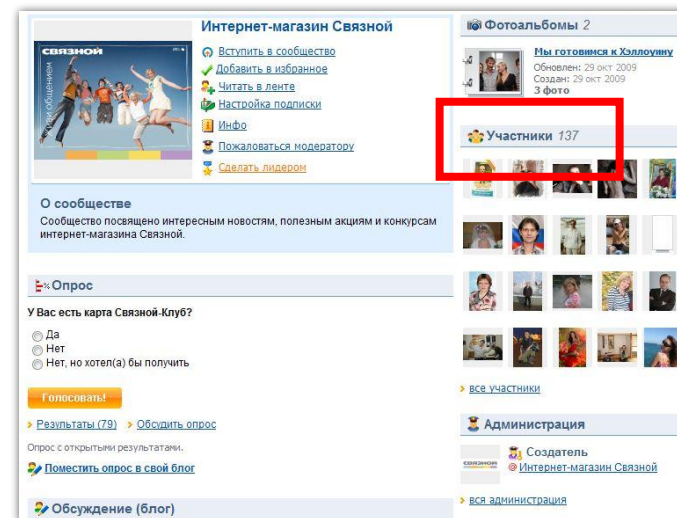 Интернет-магазин Связной
СВЯЗНОЙ
Вступить в сообщество
Добавить в избранное
Читать в ленте
Настройка подписки
Инфо
Пожаловаться модератору
Сделать лидером
О сообществе
Сообщество посвящено интересным новостям, полезным акциям и конкурсам
интернет-магазина Связной.
Опрос
У Вас есть карта Связной-Клуб?
Да
Нет
Нет, но хотел(а) бы получить
Голосовать!
Результаты (79) Обсудить опрос
Опрос с открытыми результатами.
Поместить опрос в свой блог
Обсуждение (блог)
Фотоальбомы 2
Мы готовимся к Хэллоуину
Обновлен: 29 окт 2009
Создан: 29 окт 2009
3 фото
Участники 137
все участники
Администрация
Создатель
СВЯЗНОЙ
@ Интернет-магазин Связной
вся администрация